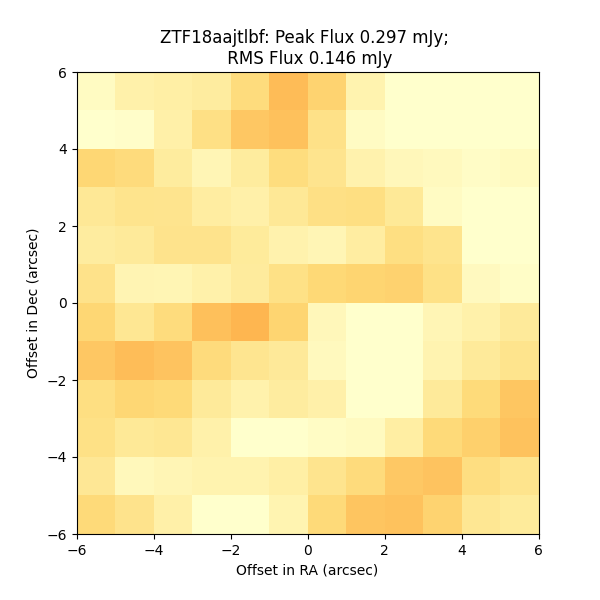 ZTF18aajtlbf: Peak Flux 0.297 mJy;
RMS Flux 0.146 mJy
6
4
2
0
−2
−4
−6
Offset in Dec (arcsec)
−6 −4 −2 0 2 4 6
Offset in RA (arcsec)